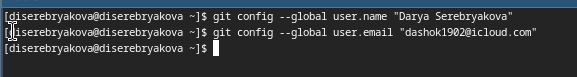 [diserebryakova@diserebryakova ~]$ git config --global user.name "Darya Serebryakova"
[diserebryakova@diserebryakova ~]$ git config --global user.email "dashok1902@icloud.com"
[diserebryakova@diserebryakova ~]$